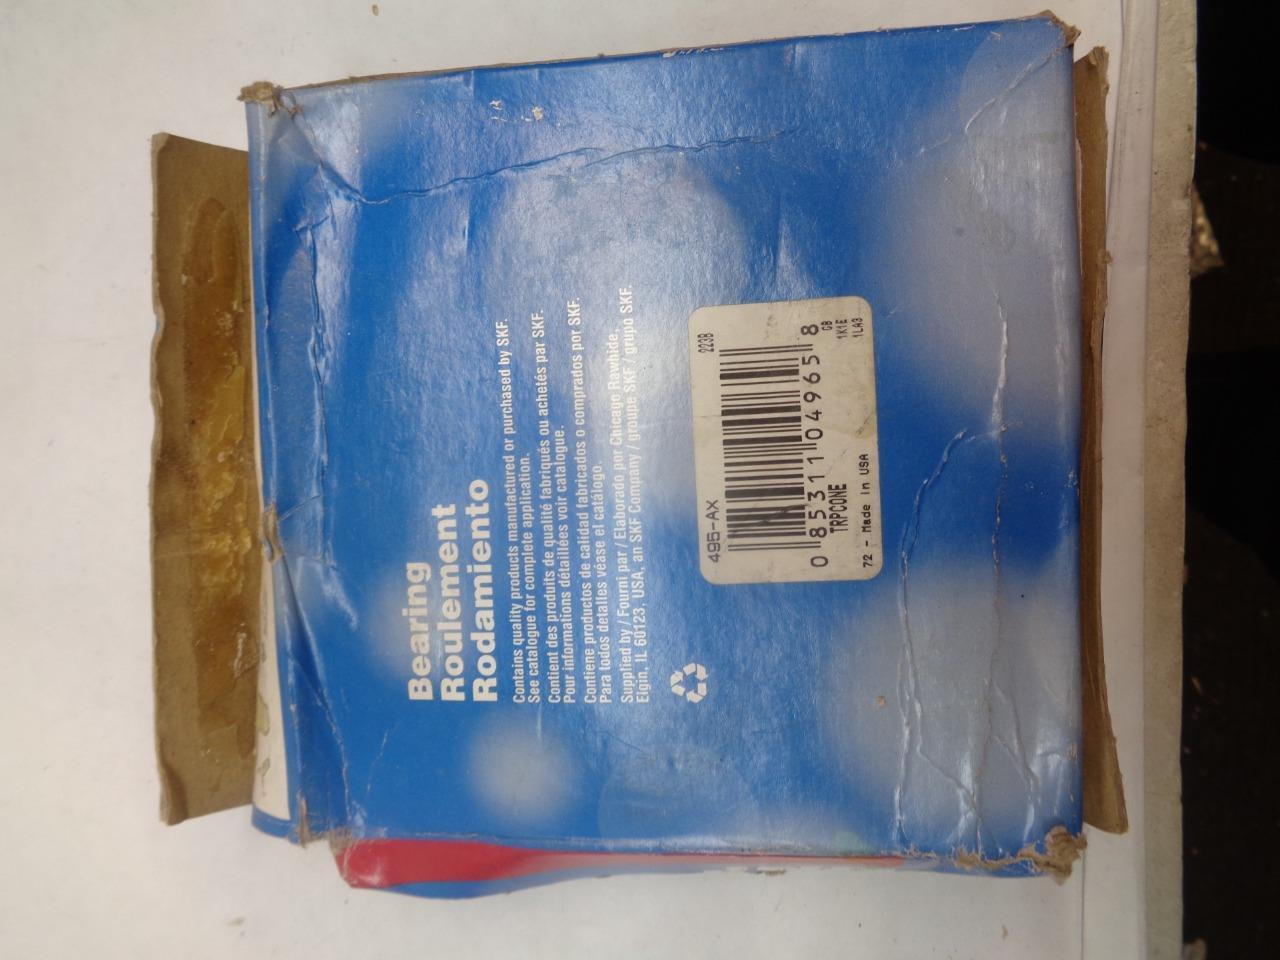 Bearing
Roulement
Rodamiento
Contains quality products manufactured or purchased by SKF.
See catalogue for complete application.
Contient des produits de qualité fabriqués ou achetés par SKF.
Pour informations détaillées voir catalogue.
Contiene productos de calidad fabricados o comprados por SKF.
Para todos detalles véase el catálogo.
Supplied by / Fourni par / Elaborado por Chicago Rawhide,
Elgin, IL 60123, USA, an SKF Company / groupe SKF / grupo SKF.
495-AX 223B
0 85311 04965 8
TRPCONE GB
1K1E
72 - Made in USA 1LA3